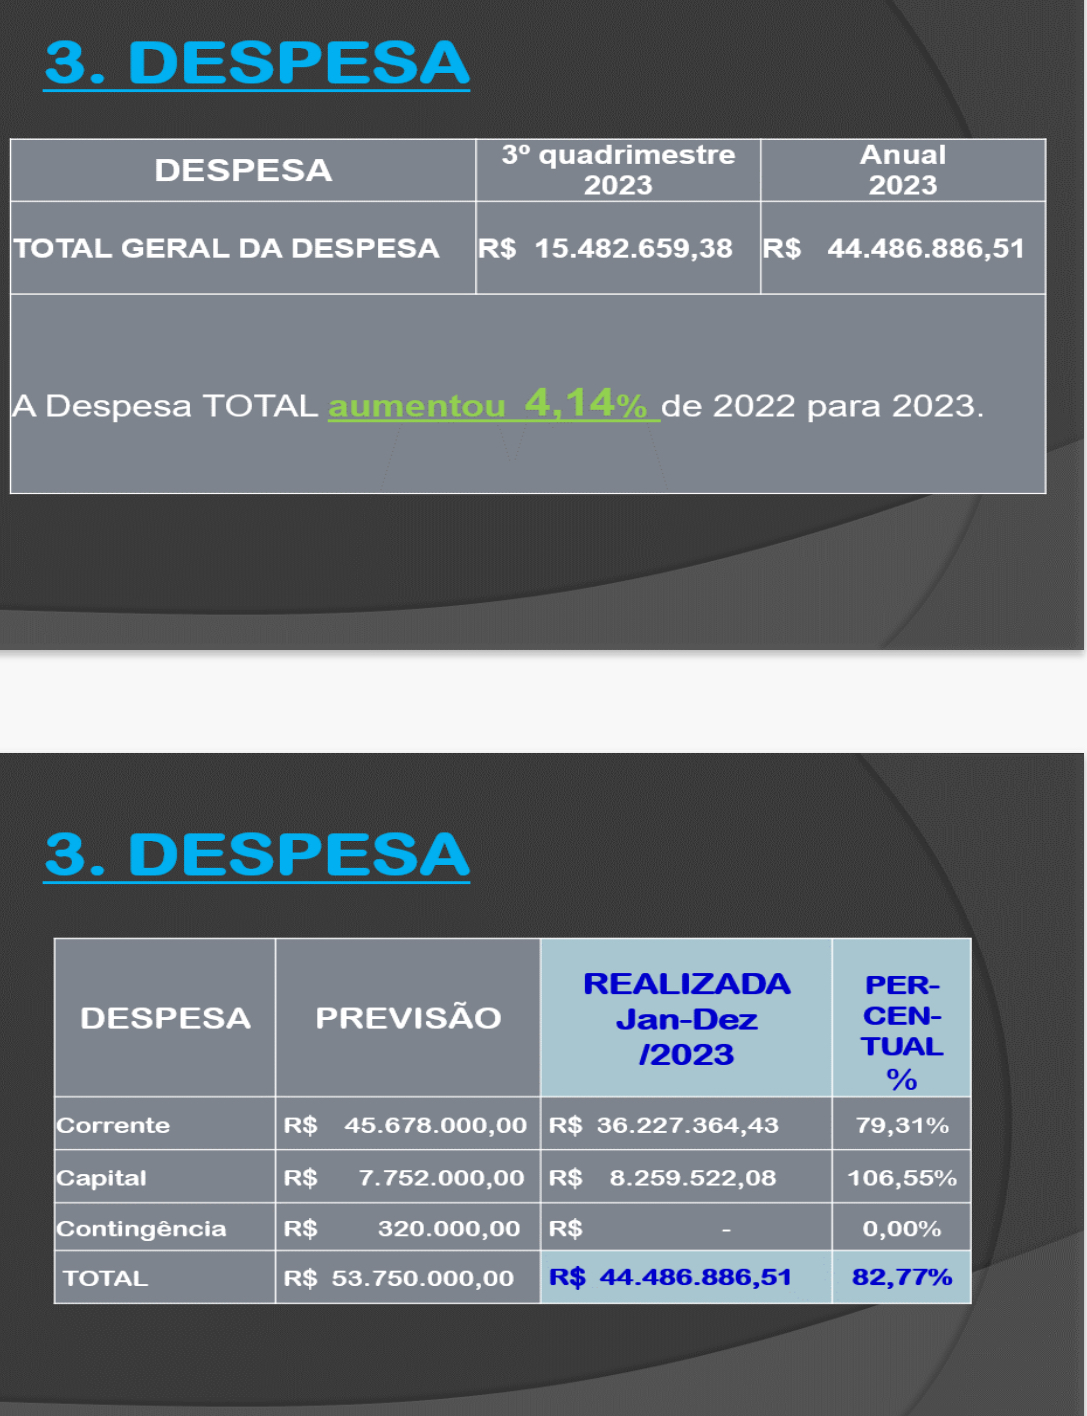 3. DESPESA
DESPESA
3º quadrimestre
2023
Anual
2023
TOTAL GERAL DA DESPESA R$ 15.482.659,38 R$ 44.486.886,51
A Despesa TOTAL aumentou 4,14% de 2022 para 2023.
3. DESPESA
DESPESA
PREVISÃO
REALIZADA
Jan-Dez
/2023
PER-
CEN-
TUAL
%
Corrente R$ 45.678.000,00 R$ 36.227.364,43 79,31%
Capital R$ 7.752.000,00 R$ 8.259.522,08 106,55%
Contingência R$ 320.000,00 R$ - 0,00%
TOTAL R$ 53.750.000,00 R$ 44.486.886,51 82,77%